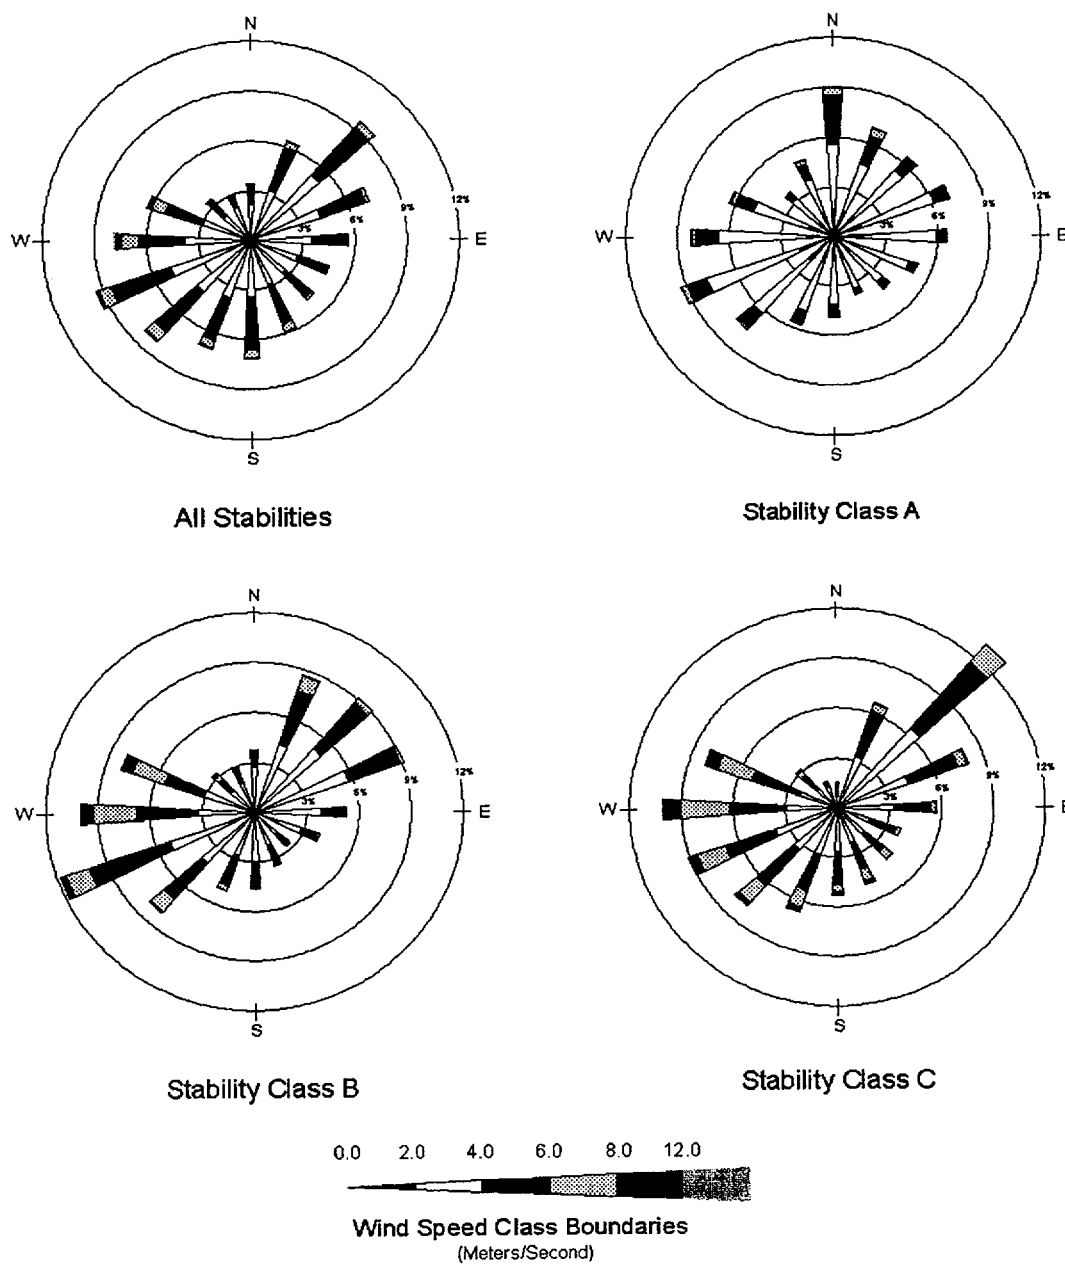 N
N
12%
9%
6%
3%
W
E
S
12%
9%
6%
3%
W
E
S
All Stabilities
Stability Class A
N
N
12%
9%
6%
3%
W
E
S
12%
9%
6%
3%
W
E
S
Stability Class B
Stability Class C
0.0 2.0 4.0 6.0 8.0 12.0
Wind Speed Class Boundaries
(Meters/Second)